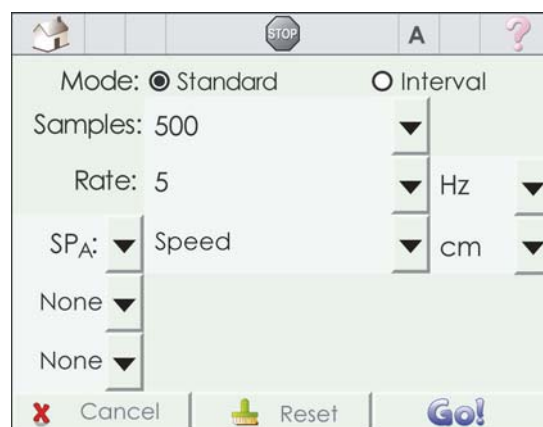 STOP A ?
Mode: Standard Interval
Samples: 500
Rate: 5 Hz
SPA: Speed cm
None
None
X Cancel Reset Go!